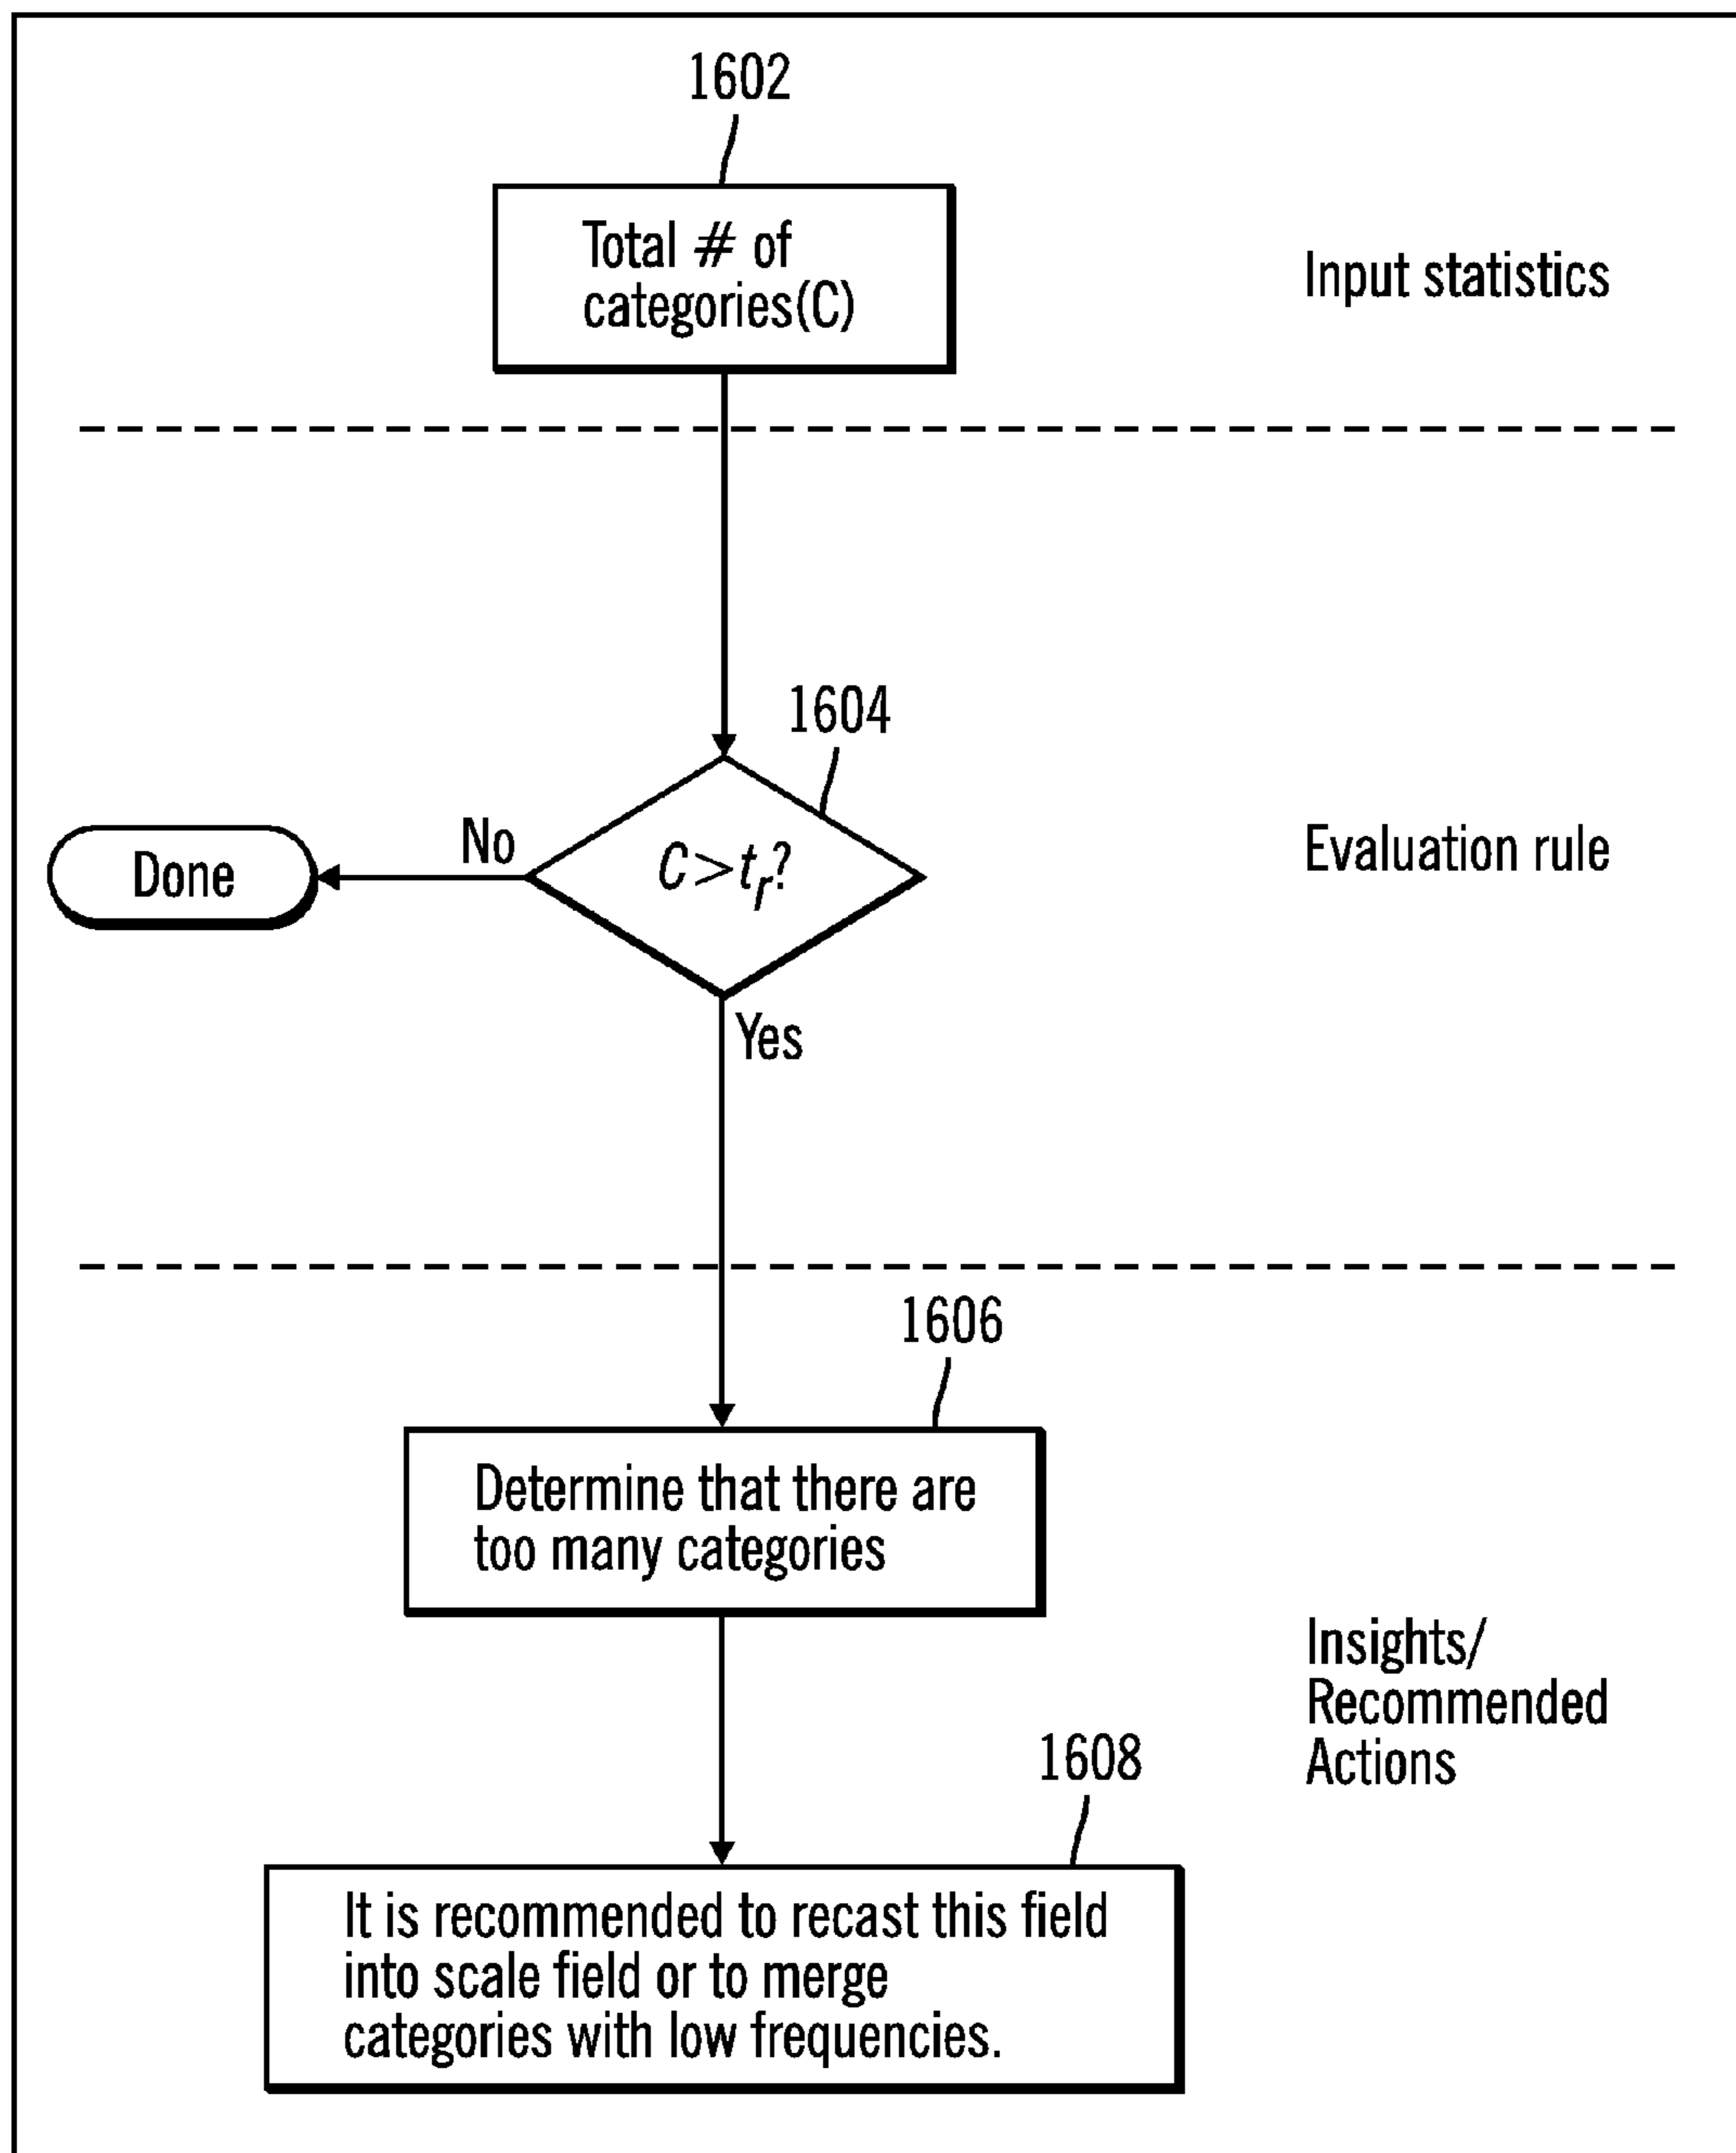 1602
Total # of
categories(C)
Input statistics
1604
No
Done
C>t_r?
Evaluation rule
Yes
1606
Determine that there are
too many categories
Insights/
Recommended
Actions
1608
It is recommended to recast this field
into scale field or to merge
categories with low frequencies.